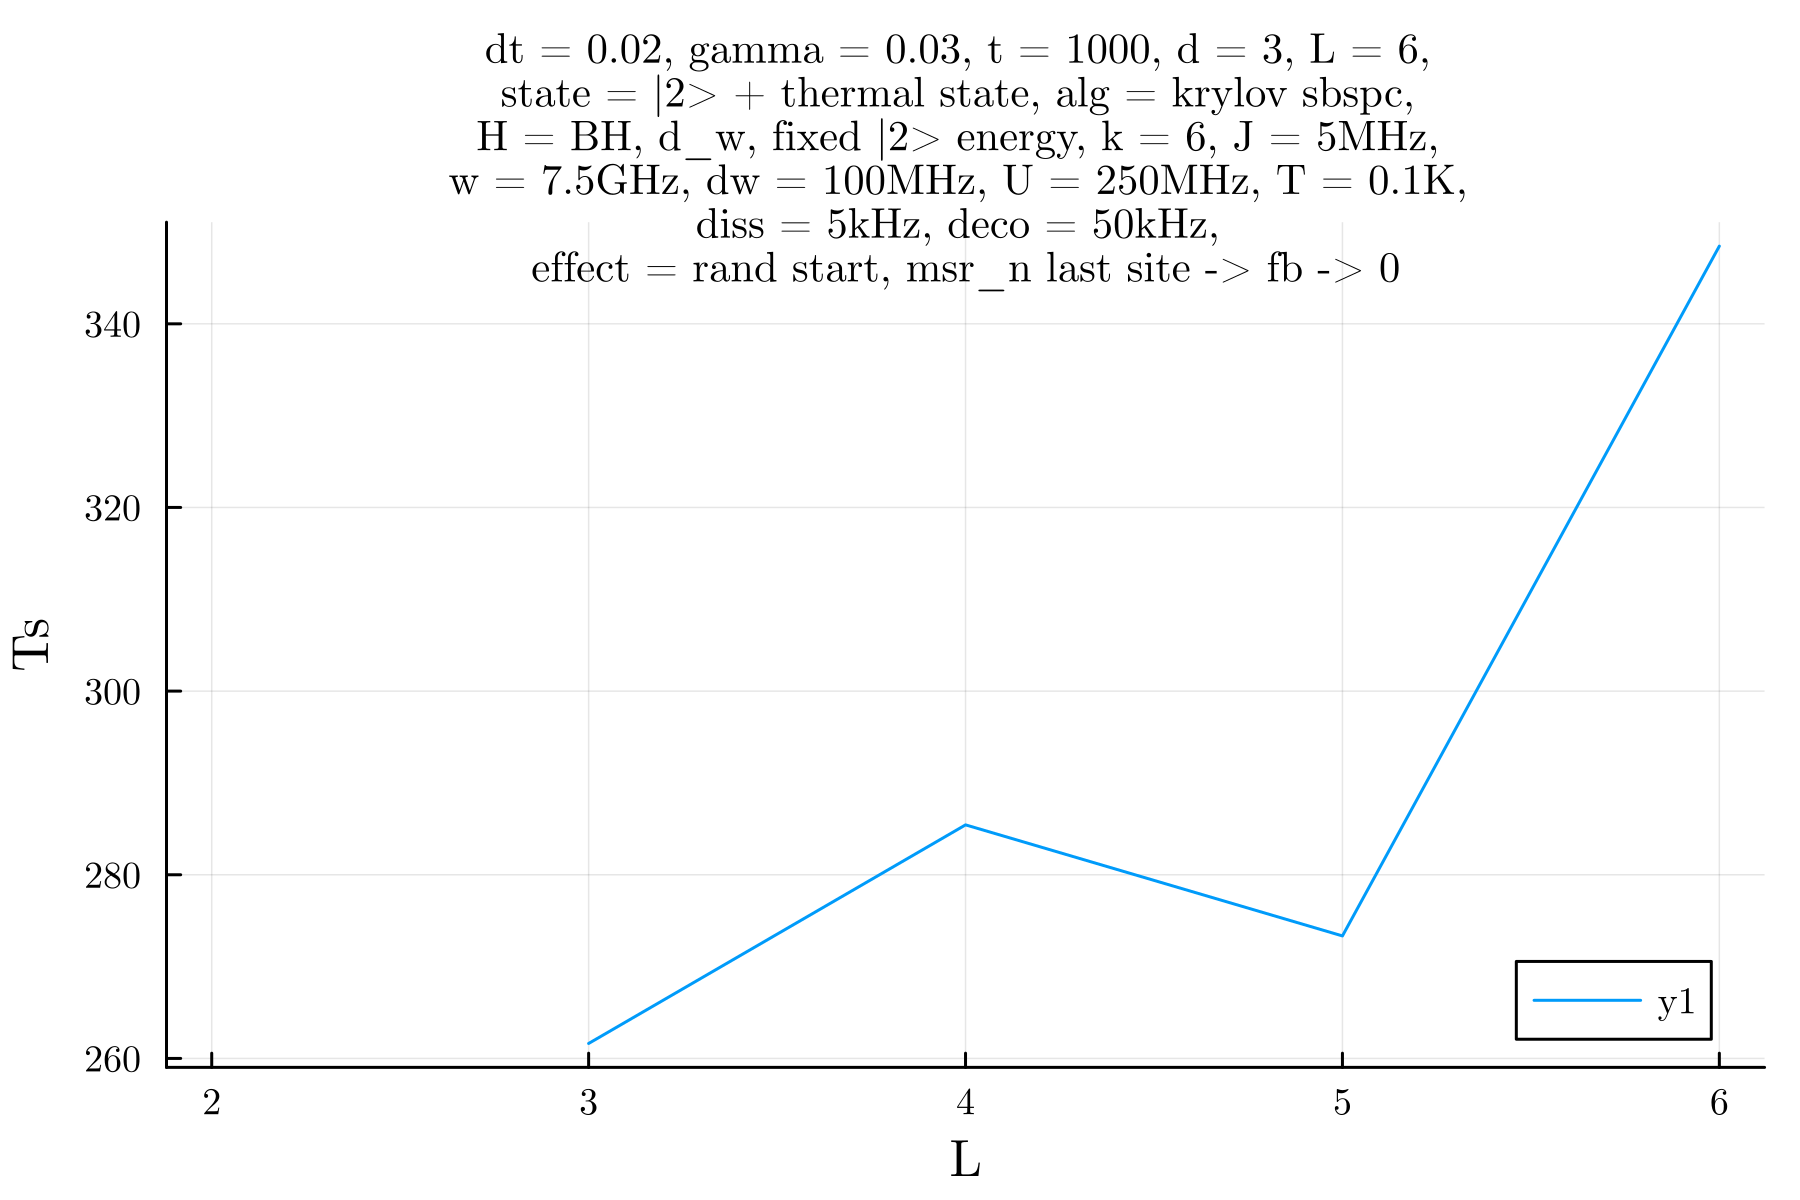 dt = 0.02, gamma = 0.03, t = 1000, d = 3, L = 6,
state = |2> + thermal state, alg = krylov sbspc,
H = BH, d_w, fixed |2> energy, k = 6, J = 5MHz,
w = 7.5GHz, dw = 100MHz, U = 250MHz, T = 0.1K,
diss = 5kHz, deco = 50kHz,
effect = rand start, msr_n last site -> fb -> 0
340
320
300
280
260
Ts
y1
2 3 4 5 6
L